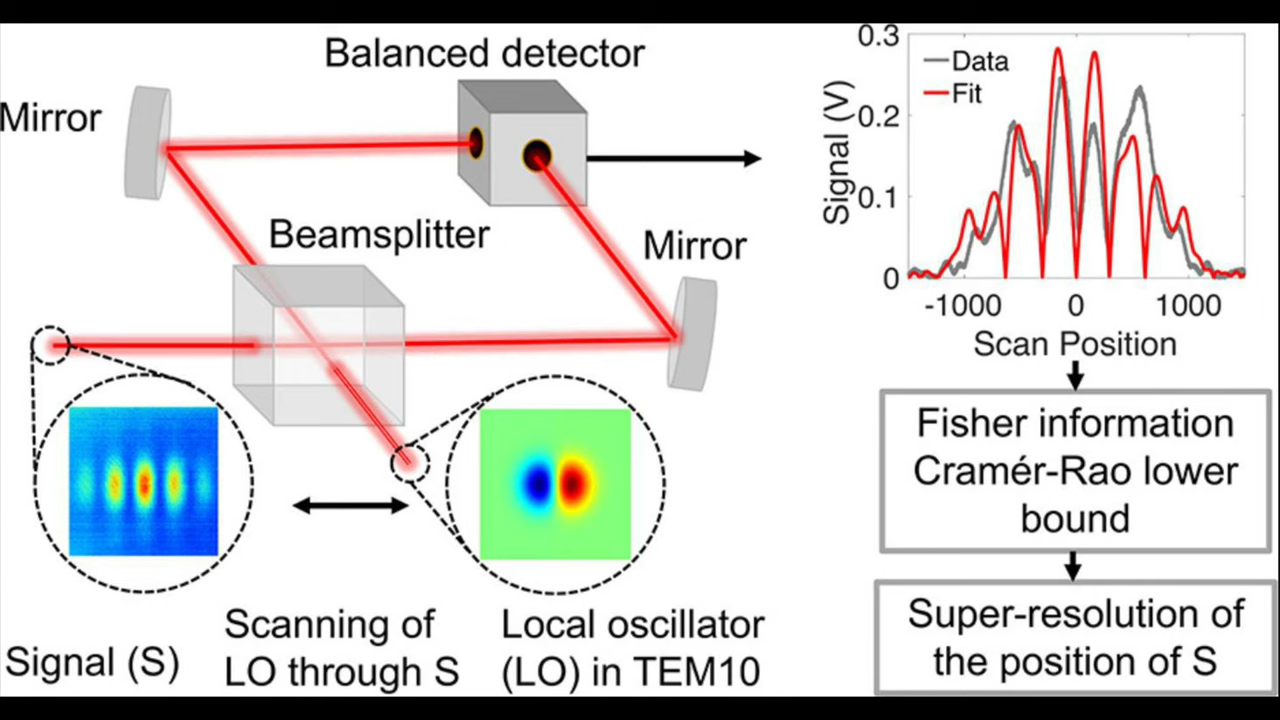 Balanced detector
Mirror
Beamsplitter
Mirror
Signal (S)
Scanning of
LO through S
Local oscillator
(LO) in TEM10
0.3
0.2
0.1
0
Signal (V)
Data
Fit
-1000
0
1000
Scan Position
Fisher information
Cramér-Rao lower
bound
Super-resolution of
the position of S